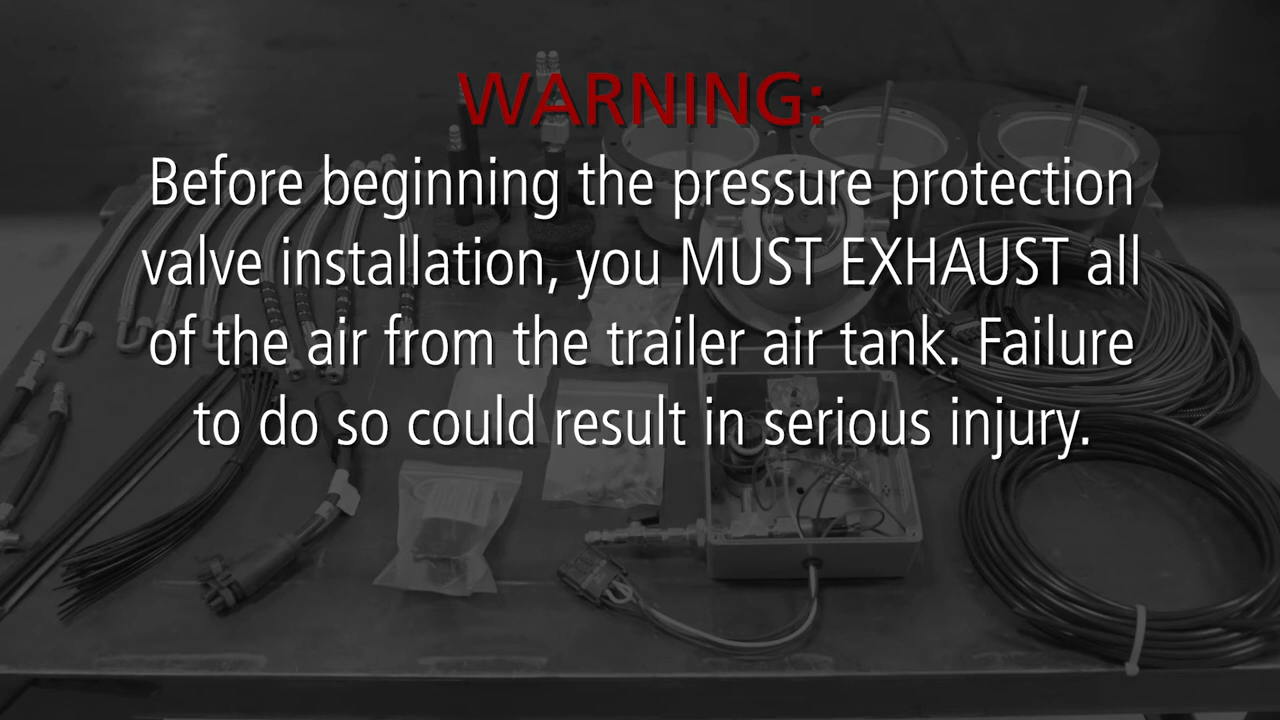 WARNING:
Before beginning the pressure protection
valve installation, you MUST EXHAUST all
of the air from the trailer air tank. Failure
to do so could result in serious injury.